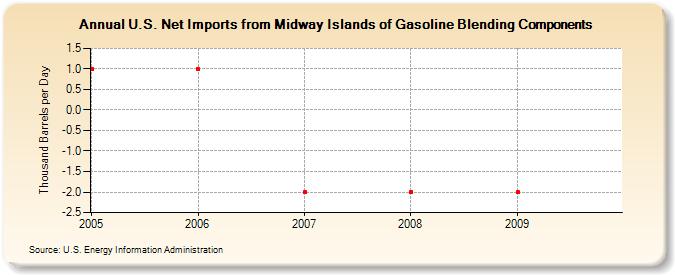 Annual U.S. Net Imports from Midway Islands of Gasoline Blending Components
Thousand Barrels per Day
1.5
1.0
0.5
0.0
-0.5
-1.0
-1.5
-2.0
-2.5
2005 2006 2007 2008 2009
Source: U.S. Energy Information Administration